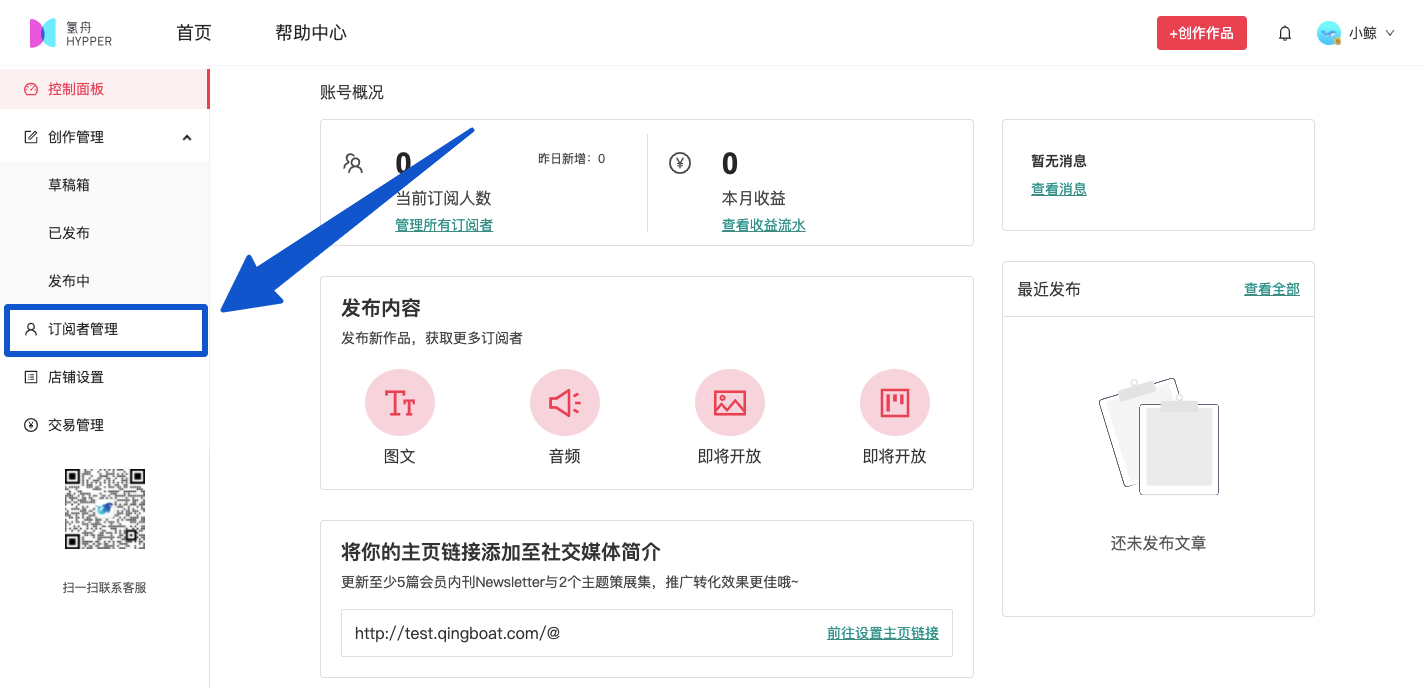 氢舟
HYPPER
首页
帮助中心
+创作作品
小鲸
控制面板
创作管理
草稿箱
已发布
发布中
订阅者管理
店铺设置
交易管理
扫一扫联系客服
账号概况
0
昨日新增：0
当前订阅人数
管理所有订阅者
0
本月收益
查看收益流水
暂无消息
查看消息
发布内容
发布新作品，获取更多订阅者
图文
音频
即将开放
即将开放
最近发布
查看全部
还未发布文章
将你的主页链接添加至社交媒体简介
更新至少5篇会员内刊Newsletter与2个主题策展集，推广转化效果更佳哦~
http://test.qingboat.com/@
前往设置主页链接